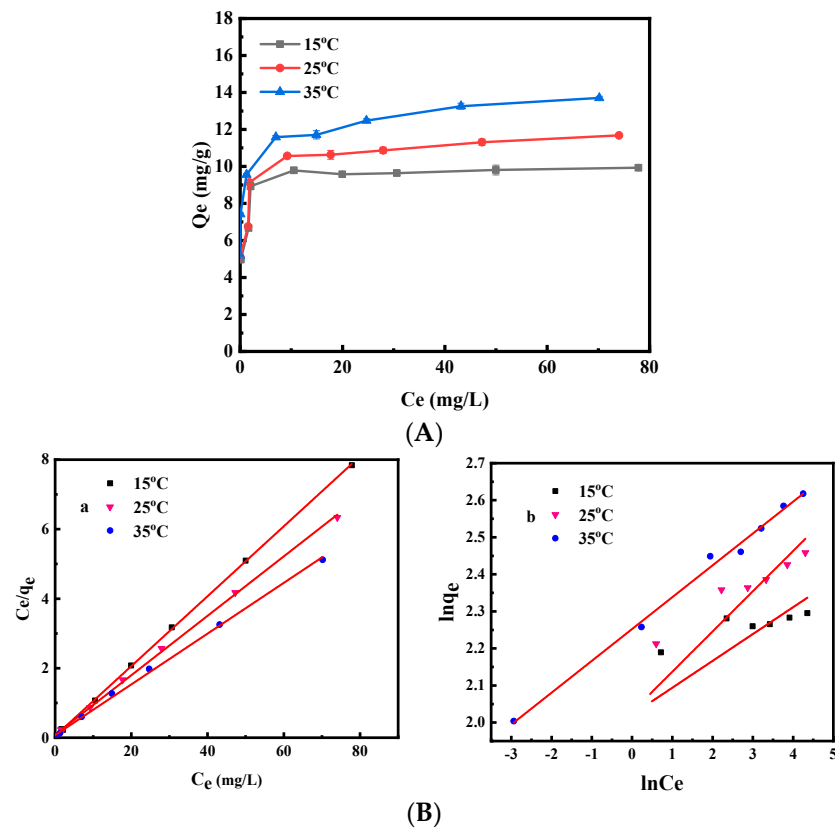 18
16
14
12
10
8
6
4
2
0
Qe (mg/g)
15°C
25°C
35°C
0 20 40 60 80
Ce (mg/L)
(A)
8
6
4
2
0
Ce/qe
a
15°C
25°C
35°C
0 20 40 60 80
Ce (mg/L)
2.7
2.6
2.5
2.4
2.3
2.2
2.1
2.0
lnqe
b
15°C
25°C
35°C
-3 -2 -1 0 1 2 3 4 5
lnCe
(B)